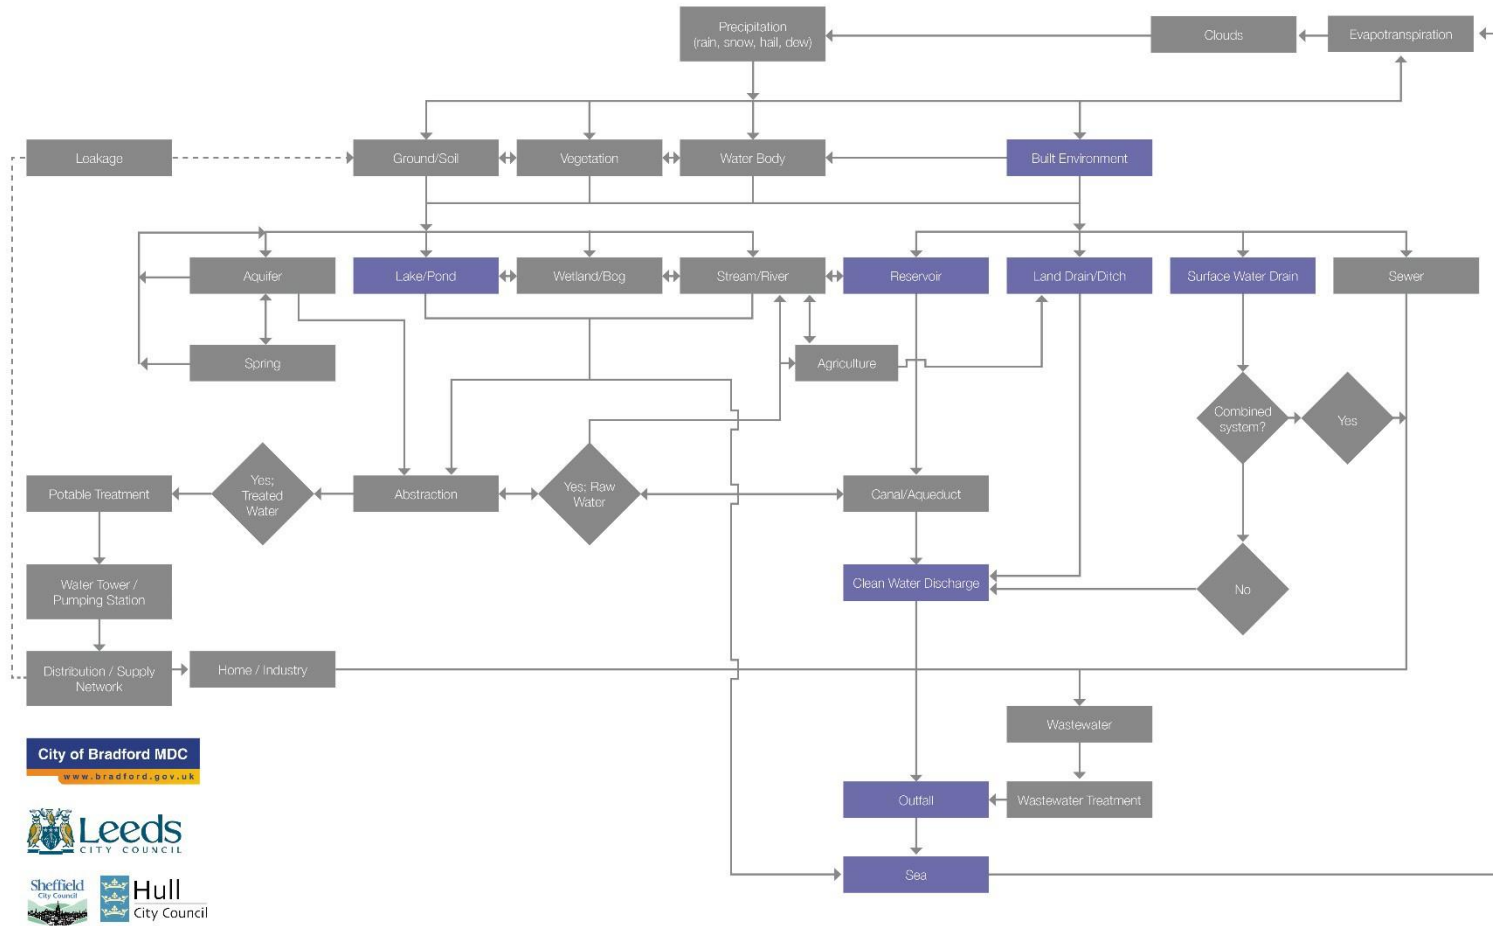 Precipitation
(rain, snow, hail, dew)
Clouds
Evapotranspiration
Leakage
Ground/Soil
Vegetation
Water Body
Built Environment
Aquifer
Lake/Pond
Wetland/Bog
Stream/River
Reservoir
Land Drain/Ditch
Surface Water Drain
Sewer
Spring
Agriculture
Combined
system?
Yes
Potable Treatment
Yes;
Treated
Water
Abstraction
Yes; Raw
Water
Canal/Aqueduct
Water Tower /
Pumping Station
Clean Water Discharge
No
Distribution / Supply
Network
Home / Industry
Wastewater
Outfall
Wastewater Treatment
Sea
City of Bradford MDC
www.bradford.gov.uk
Leeds
CITY COUNCIL
Sheffield
City Council
Hull
City Council